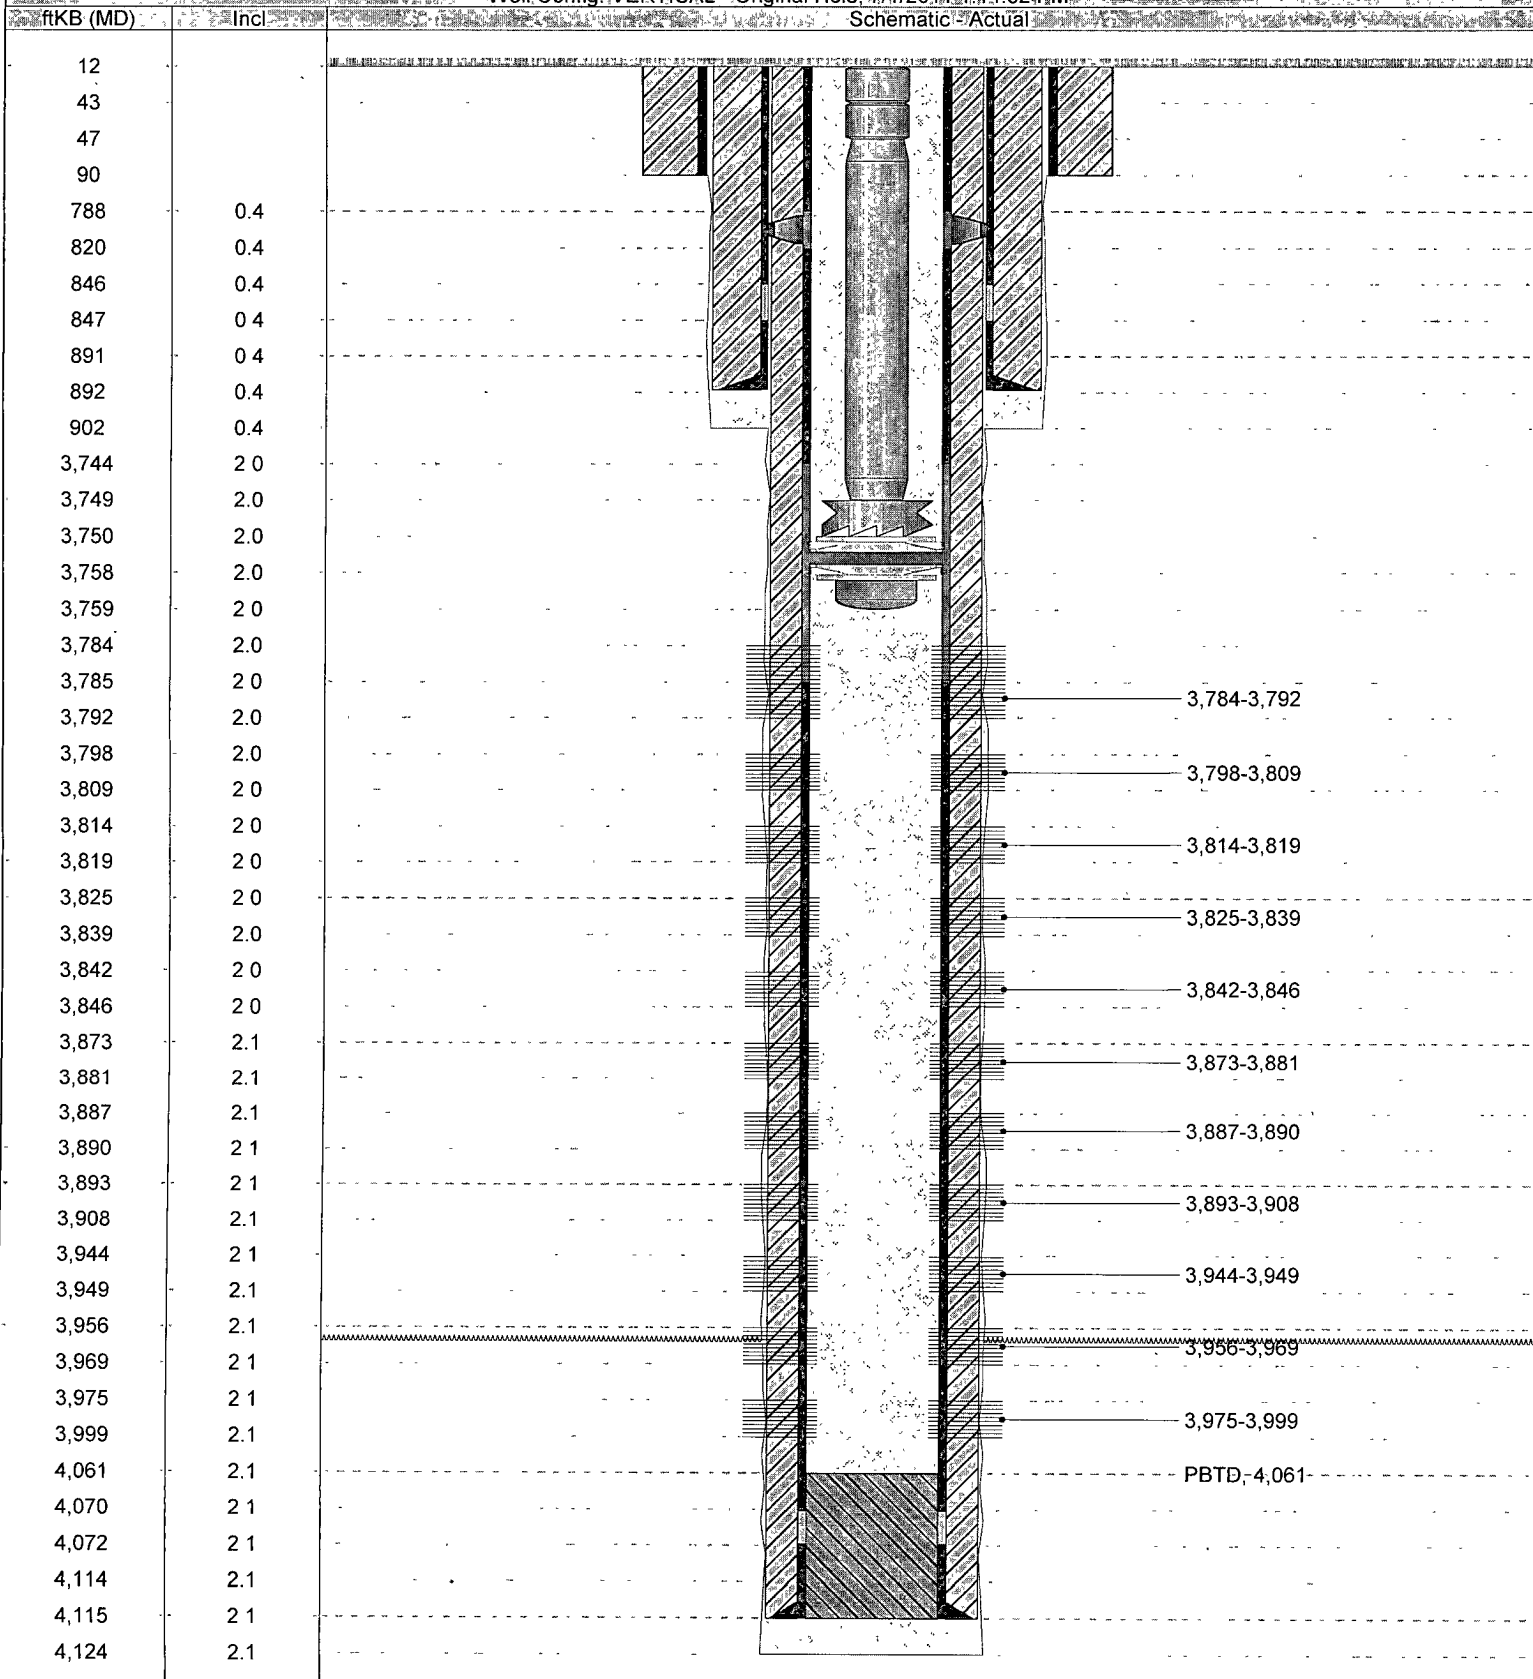 Well Config: VERTICAL - Original Hole,
ftKB (MD) Incl Schematic - Actual
12
43
47
90
788 0.4
820 0.4
846 0.4
847 0 4
891 0.4
892 0.4
902 0.4
3,744 2 0
3,749 2.0
3,750 2.0
3,758 2.0
3,759 2 0
3,784 2.0
3,785 2 0
3,784-3,792
3,792 2.0
3,798 2.0
3,798-3,809
3,809 2 0
3,814 2 0
3,814-3,819
3,819 2 0
3,825 2 0
3,825-3,839
3,839 2.0
3,842 2 0
3,842-3,846
3,846 2 0
3,873 2.1
3,873-3,881
3,881 2.1
3,887 2.1
3,887-3,890
3,890 2 1
3,893 2 1
3,893-3,908
3,908 2.1
3,944 2 1
3,944-3,949
3,949 2.1
3,956 2.1
3,956-3,969
3,969 2 1
3,975 2 1
3,975-3,999
3,999 2.1
4,061 2.1 PBTD, 4,061
4,070 2 1
4,072 2 1
4,114 2.1
4,115 2 1
4,124 2.1